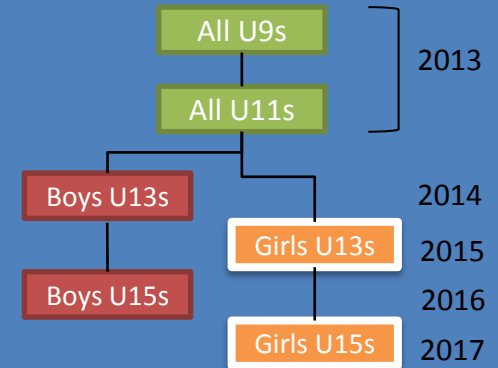 All U9s
2013
All U11s
Boys U13s
2014
Girls U13s
2015
Boys U15s
2016
Girls U15s
2017